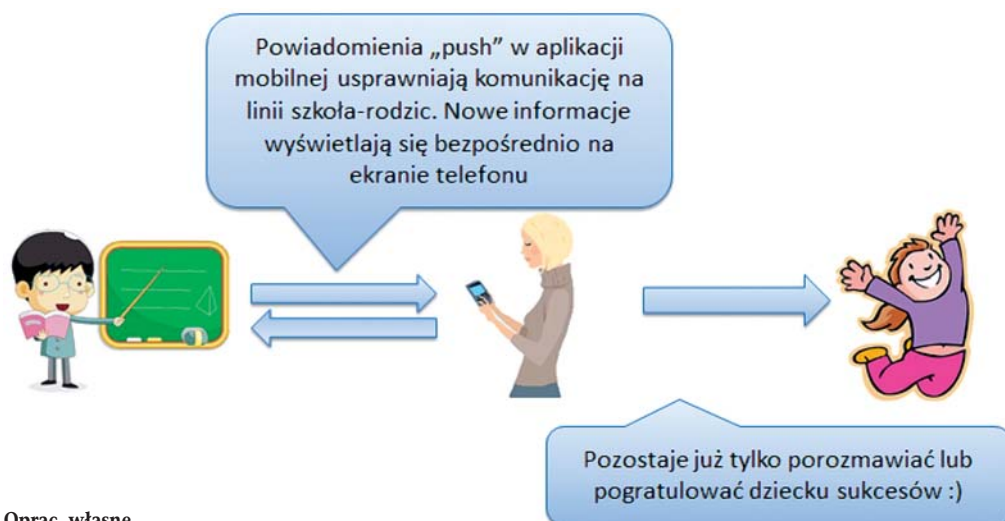 Powiadomienia „push” w aplikacji
mobilnej usprawniają komunikację na
linii szkoła-rodzic. Nowe informacje
wyświetlają się bezpośrednio na
ekranie telefonu
Pozostaje już tylko porozmawiać lub
pogratulować dziecku sukcesów :)
Oprac. własne